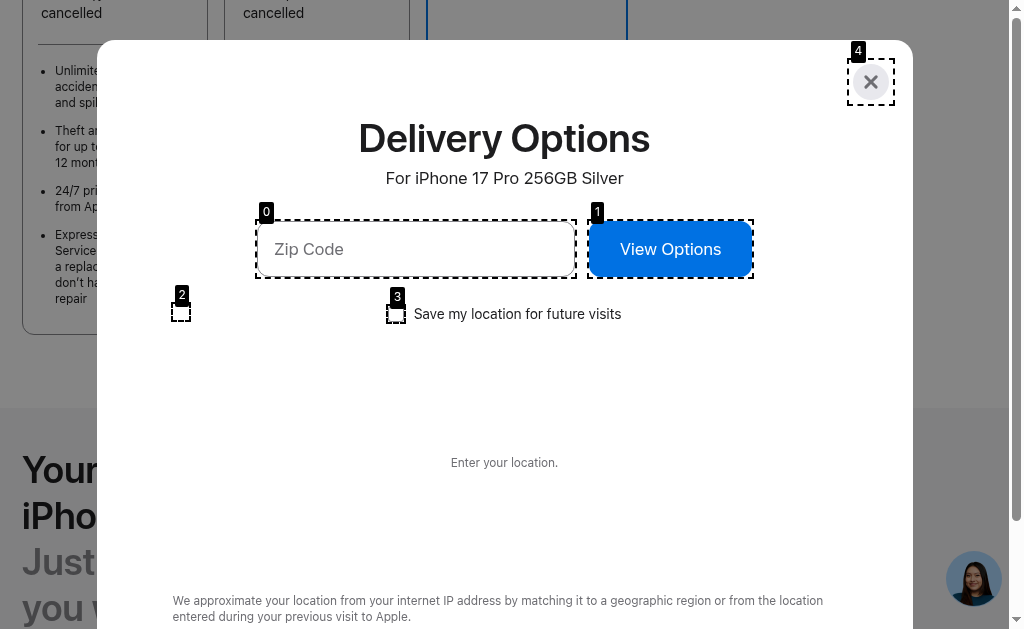 cancelled
cancelled
Unlimite
acciden
and spil
Theft an
for up to
12 mont
24/7 pri
from Ap
Express
Service
a replac
don't ha
repair
4
Delivery Options
For iPhone 17 Pro 256GB Silver
0
1
Zip Code
View Options
2
3
Save my location for future visits
Enter your location.
Your
iPho
Just
you w
We approximate your location from your internet IP address by matching it to a geographic region or from the location
entered during your previous visit to Apple.